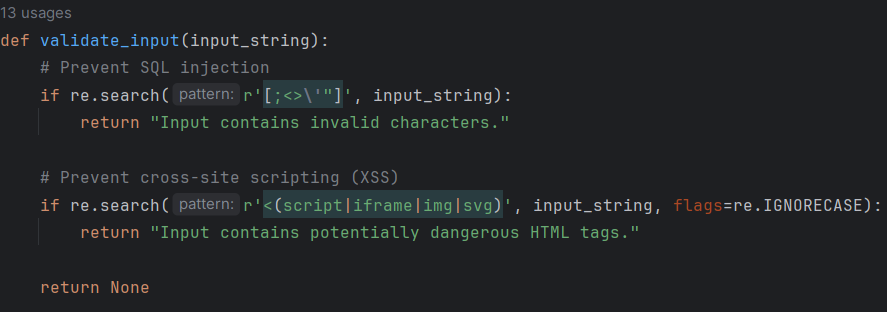 13 usages
def validate_input(input_string):
    # Prevent SQL injection
    if re.search( pattern: r'[;<>\'"]', input_string):
        return "Input contains invalid characters."
    # Prevent cross-site scripting (XSS)
    if re.search( pattern: r'<(script|iframe|img|svg)', input_string, flags=re.IGNORECASE):
        return "Input contains potentially dangerous HTML tags."
    return None